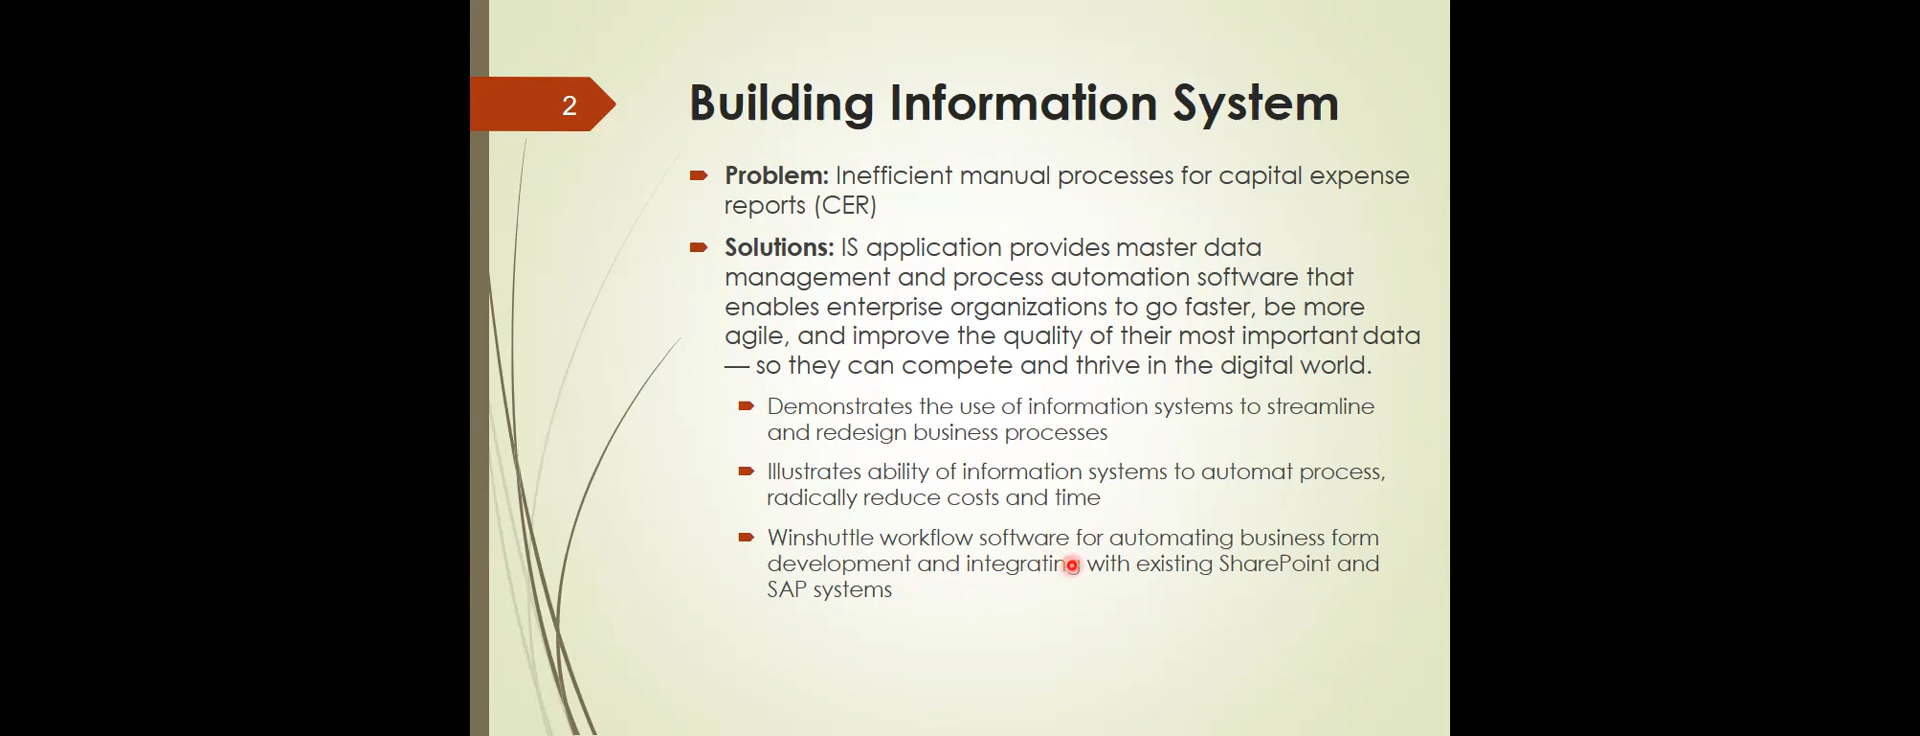 2
Building Information System
Problem: Inefficient manual processes for capital expense
reports (CER)
Solutions: IS application provides master data
management and process automation software that
enables enterprise organizations to go faster, be more
agile, and improve the quality of their most important data
— so they can compete and thrive in the digital world.
Demonstrates the use of information systems to streamline
and redesign business processes
Illustrates ability of information systems to automat process,
radically reduce costs and time
Winshuttle workflow software for automating business form
development and integrating with existing SharePoint and
SAP systems